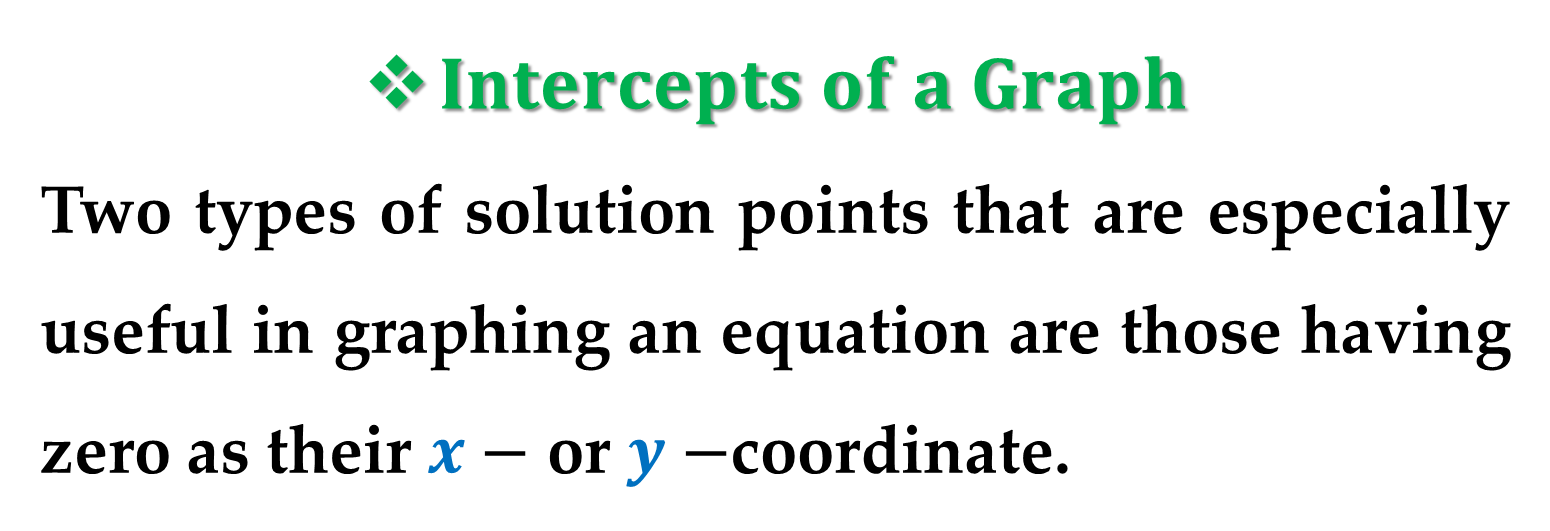 ❖ Intercepts of a Graph
Two types of solution points that are especially
useful in graphing an equation are those having
zero as their x − or y −coordinate.